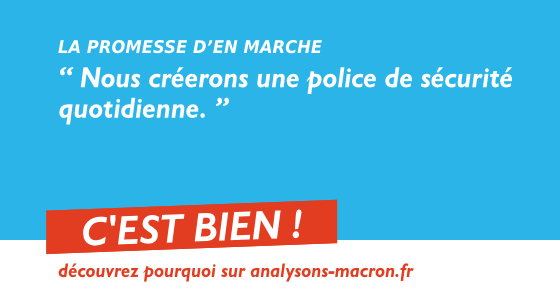 LA PROMESSE D’EN MARCHE
“ Nous créerons une police de sécurité
quotidienne. ”
C'EST BIEN !
découvrez pourquoi sur analysons-macron.fr